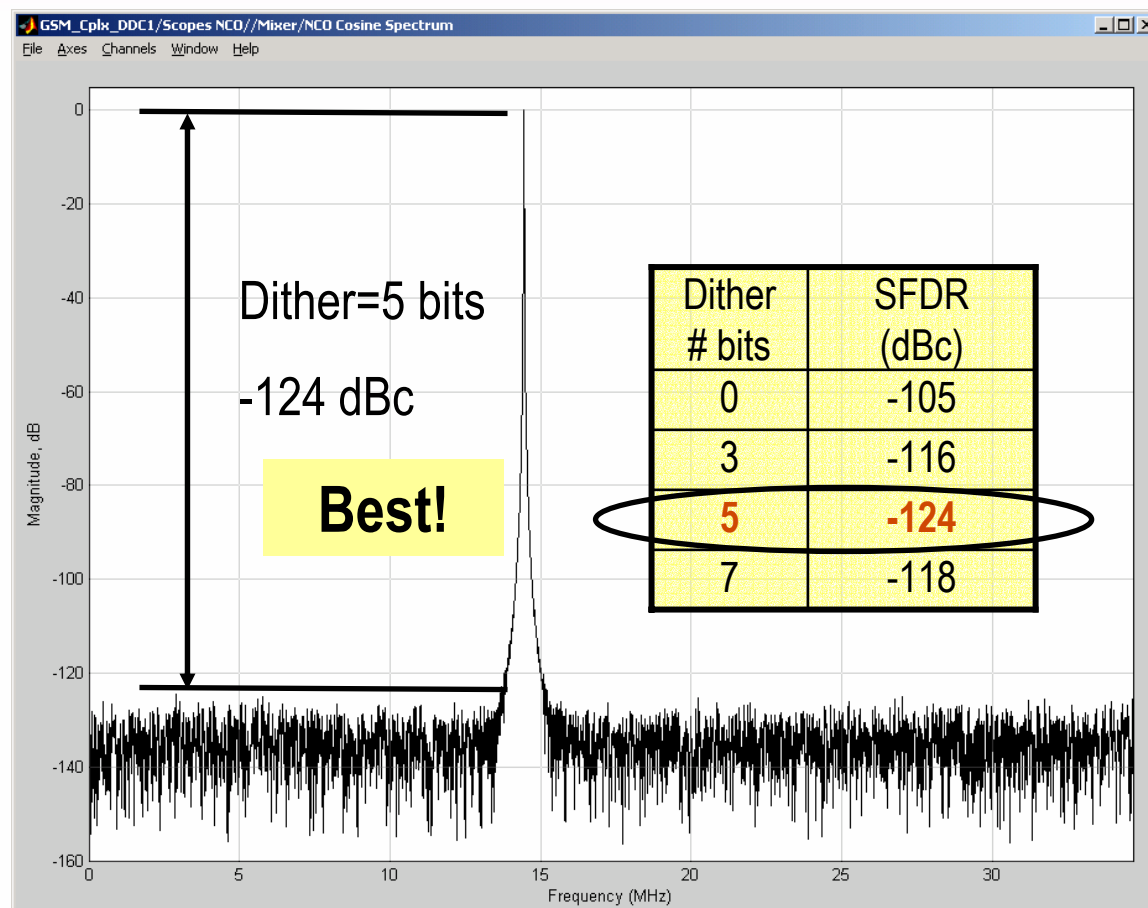 GSM_Cplx_DDC1/Scopes NCO//Mixer/NCO Cosine Spectrum
File Axes Channels Window Help
Magnitude, dB
0
-20
-40
-60
-80
-100
-120
-140
-160
Dither=5 bits
-124 dBc
Best!
Dither # bits SFDR (dBc)
0 -105
3 -116
5 -124
7 -118
0 5 10 15 20 25 30
Frequency (MHz)